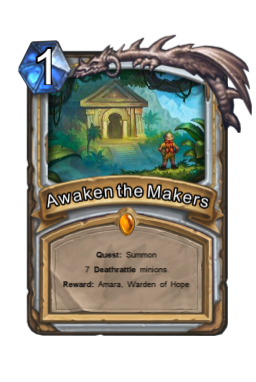 1
Awaken the Makers
Quest: Summon
7 Deathrattle minions.
Reward: Amara, Warden of Hope